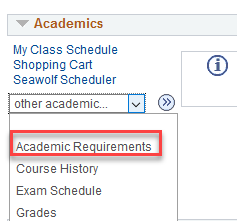 Academics
My Class Schedule
Shopping Cart
Seawolf Scheduler
other academic...
Academic Requirements
Course History
Exam Schedule
Grades